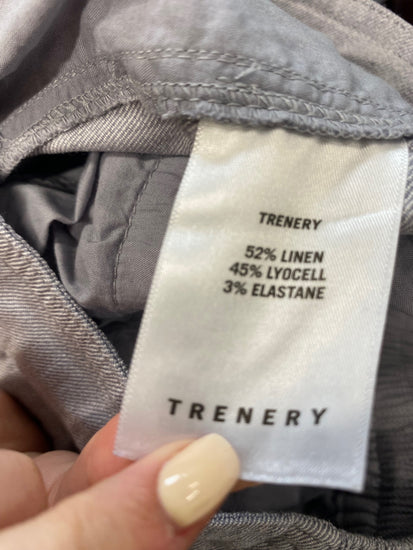 TRENERY
52% LINEN
45% LYOCELL
3% ELASTANE
TRENERY